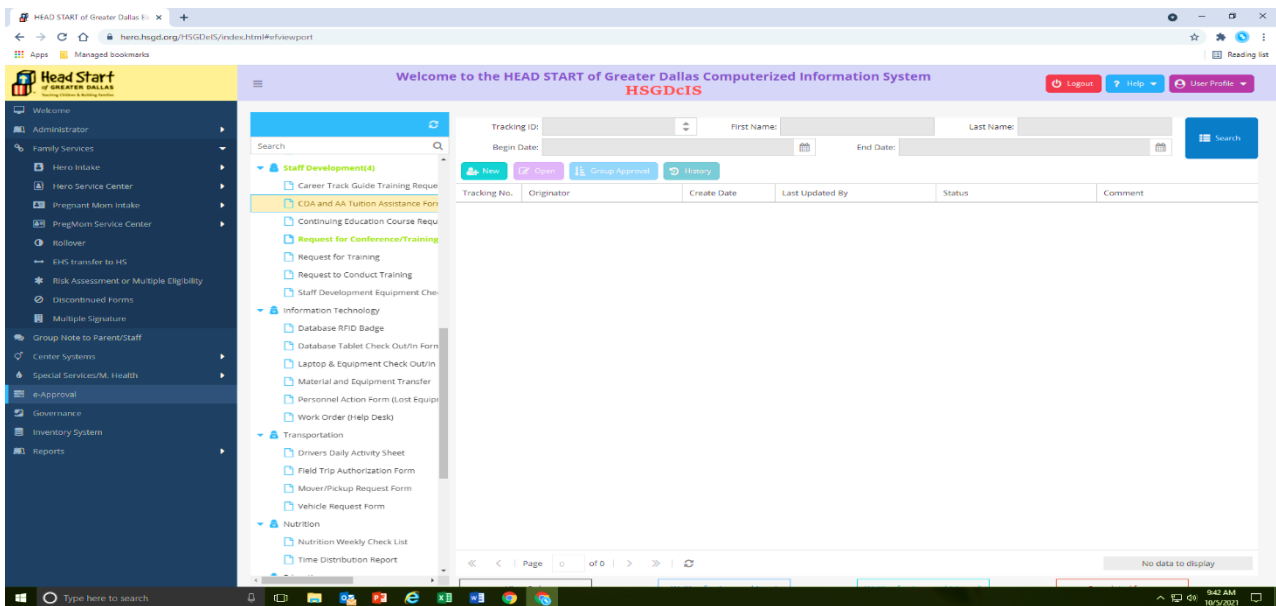 HEAD START of Greater Dallas El
hero.hsgd.org/HSGDeIS/index.html#efviewport
Apps Managed bookmarks Reading list
Head Start
of GREATER DALLAS
Teaching Children & Building Families
Welcome to the HEAD START of Greater Dallas Computerized Information System
HSGDcIS
Logout ? Help User Profile
Welcome
Administrator
Family Services
Hero Intake
Hero Service Center
Pregnant Mom Intake
PregMom Service Center
Rollover
EHS transfer to HS
Risk Assessment or Multiple Eligibility
Discontinued Forms
Multiple Signature
Group Note to Parent/Staff
Center Systems
Special Services/M. Health
e-Approval
Governance
Inventory System
Reports
Search
Staff Development(4)
Career Track Guide Training Reque
CDA and AA Tuition Assistance Forr
Continuing Education Course Requ
Request for Conference/Training
Request for Training
Request to Conduct Training
Staff Development Equipment Che
Information Technology
Database RFID Badge
Database Tablet Check Out/In Form
Laptop & Equipment Check Out/In
Material and Equipment Transfer
Personnel Action Form (Lost Equip
Work Order (Help Desk)
Transportation
Drivers Daily Activity Sheet
Field Trip Authorization Form
Mover/Pickup Request Form
Vehicle Request Form
Nutrition
Nutrition Weekly Check List
Time Distribution Report
Tracking ID: First Name: Last Name:
Begin Date: End Date:
Search
New Open Group Approval History
Tracking No. Originator Create Date Last Updated By Status Comment
Page 0 of 0
No data to display
Type here to search
9:42 AM
10/5/2021